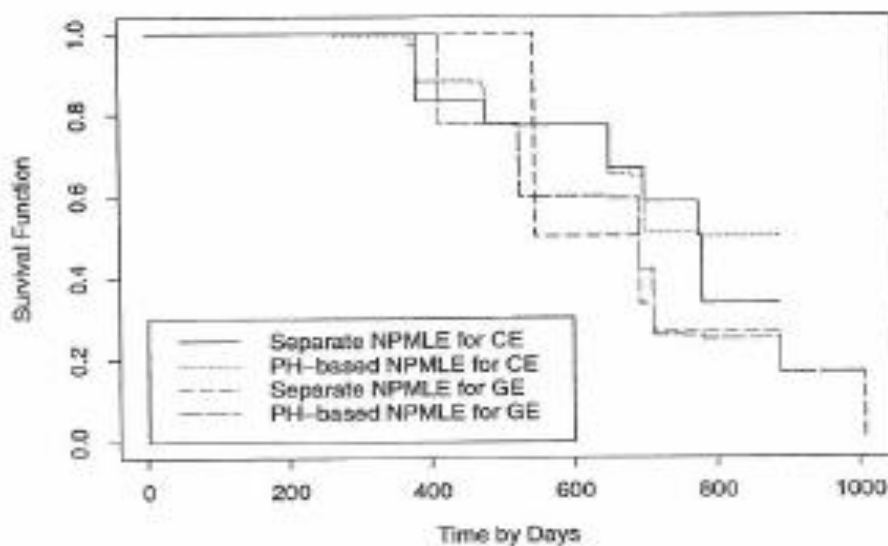 Survival Function
1.0
0.8
0.6
0.4
0.2
0.0
Separate NPMLE for CE
PH-based NPMLE for CE
Separate NPMLE for GE
PH-based NPMLE for GE
0 200 400 600 800 1000
Time by Days